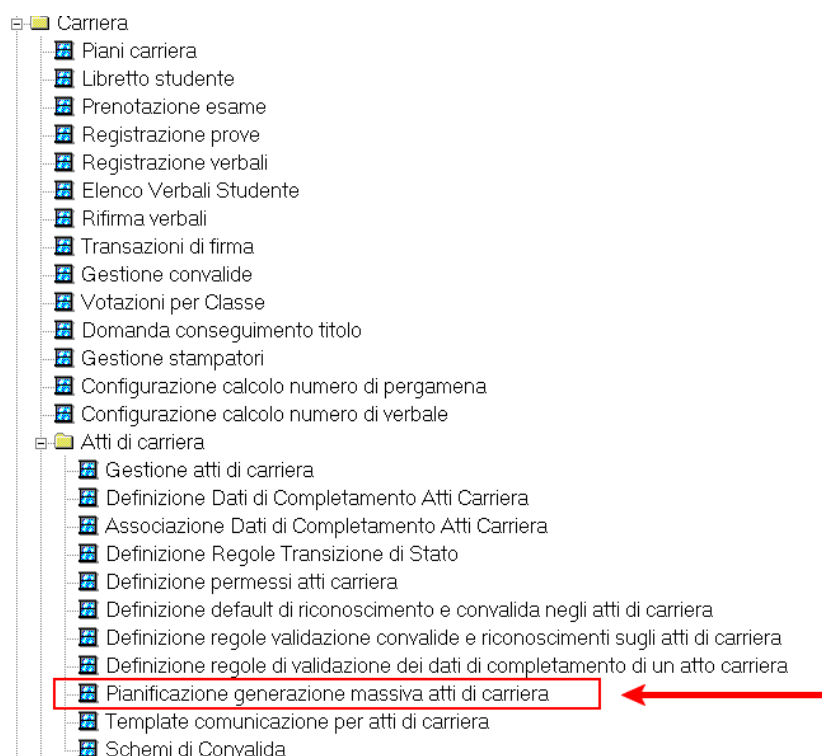 Carriera
Piani carriera
Libretto studente
Prenotazione esame
Registrazione prove
Registrazione verbali
Elenco Verbali Studente
Rifirma verbali
Transazioni di firma
Gestione convalide
Votazioni per Classe
Domanda conseguimento titolo
Gestione stampatori
Configurazione calcolo numero di pergamena
Configurazione calcolo numero di verbale
Atti di carriera
Gestione atti di carriera
Definizione Dati di Completamento Atti Carriera
Associazione Dati di Completamento Atti Carriera
Definizione Regole Transizione di Stato
Definizione permessi atti carriera
Definizione default di riconoscimento e convalida negli atti di carriera
Definizione regole validazione convalide e riconoscimenti sugli atti di carriera
Definizione regole di validazione dei dati di completamento di un atto carriera
Pianificazione generazione massiva atti di carriera
Template comunicazione per atti di carriera
Schemi di Convalida